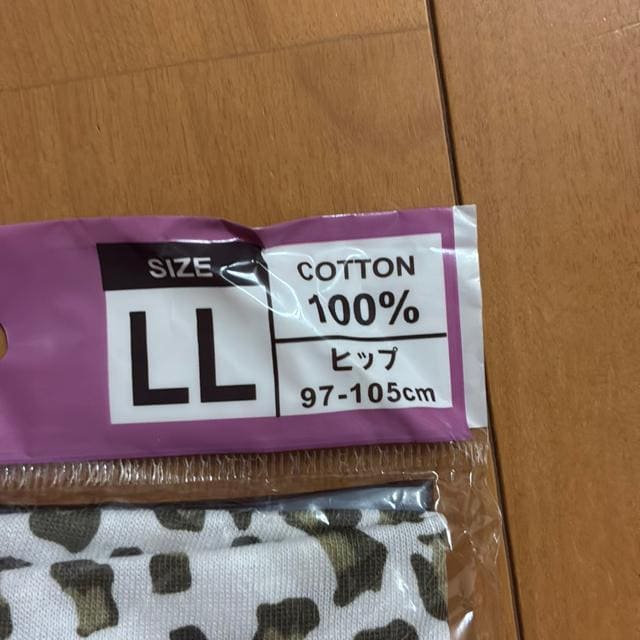 SIZE
LL
COTTON
100%
ヒップ
97-105cm